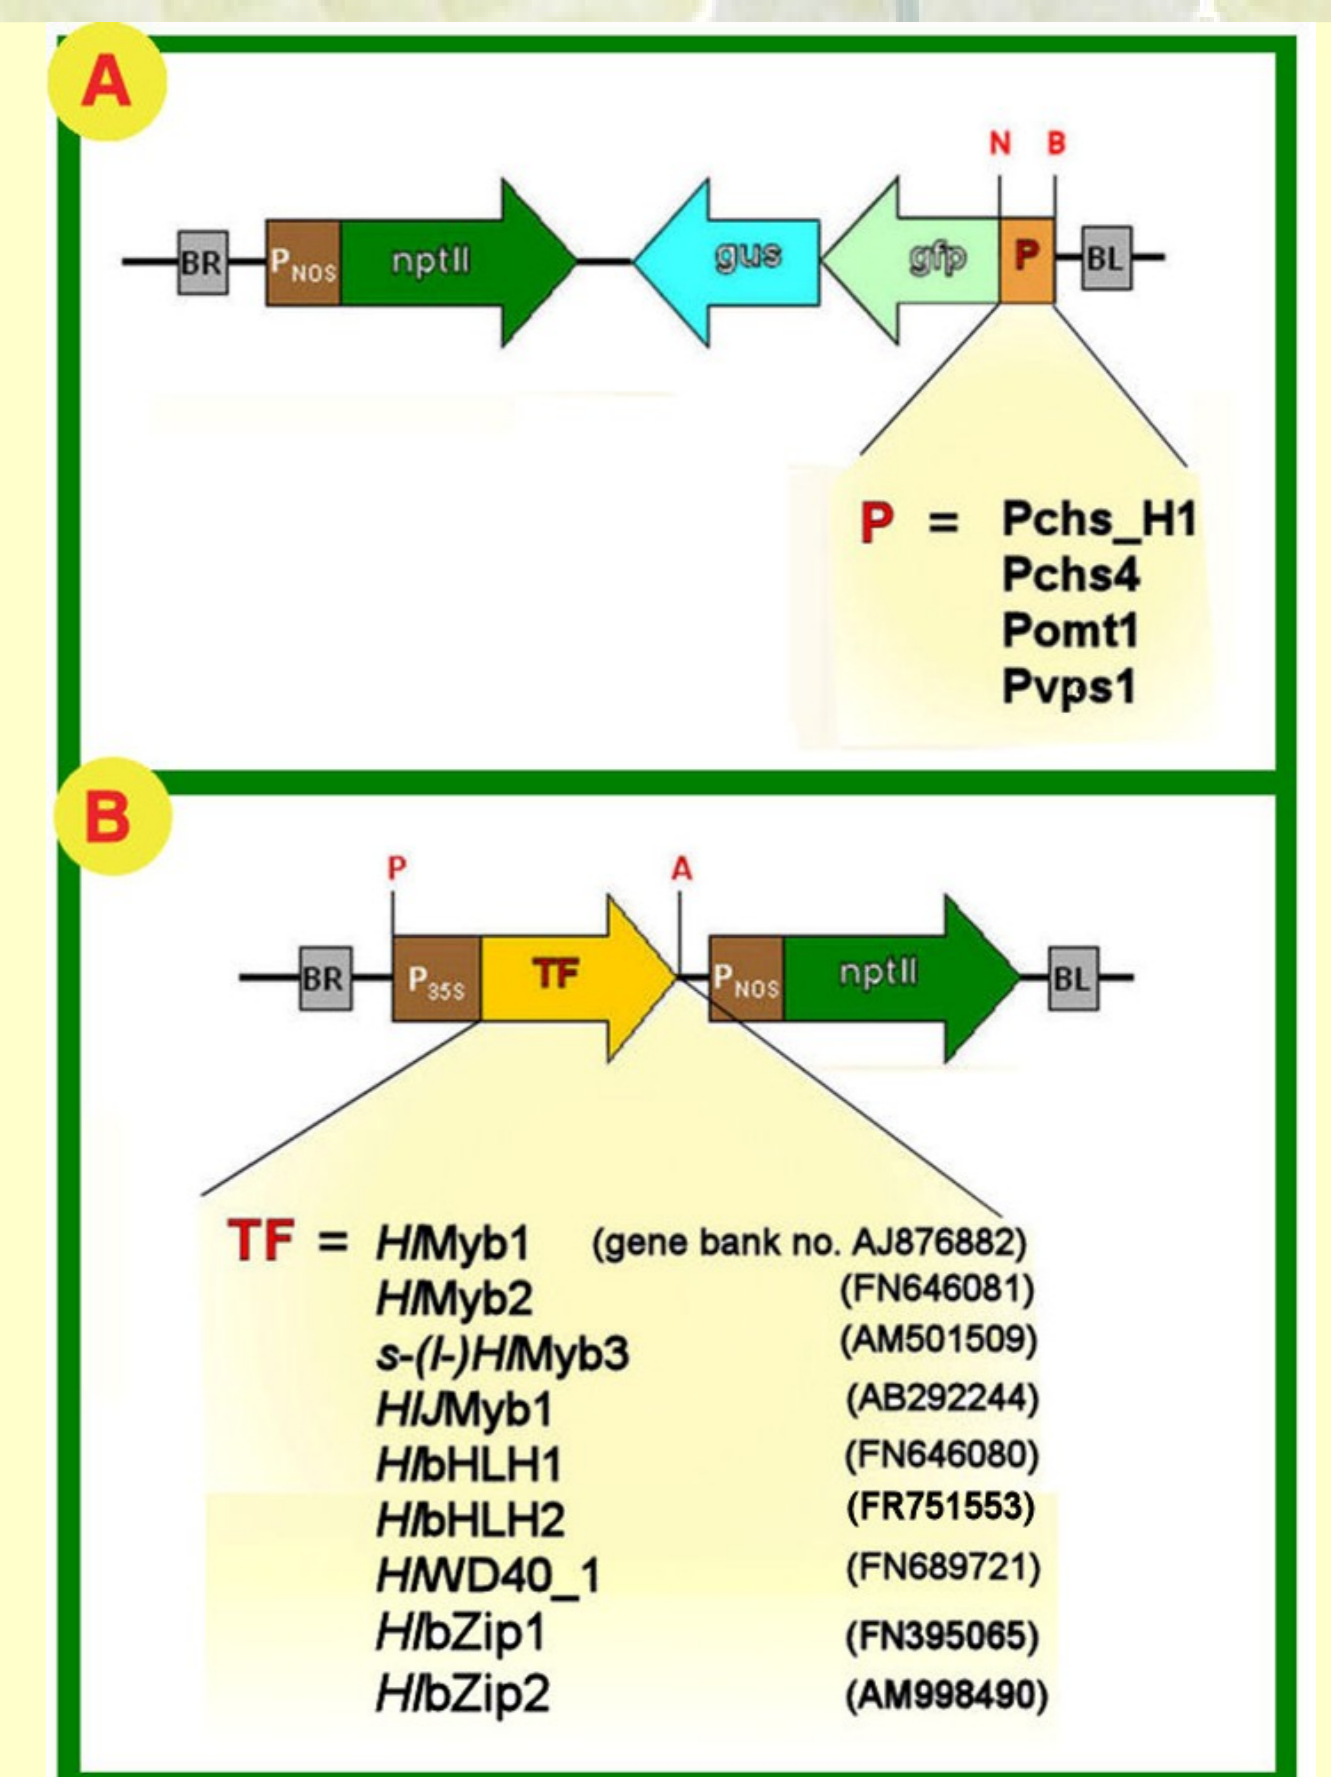 A
N B
BR PNOS nptII gus gfp P BL
P = Pchs_H1
Pchs4
Pomt1
Pvps1
B
P A
BR P35S TF PNOS nptII BL
TF = HlMyb1 (gene bank no. AJ876882)
HlMyb2 (FN646081)
s-(l-)HlMyb3 (AM501509)
HlJMyb1 (AB292244)
HlbHLH1 (FN646080)
HlbHLH2 (FR751553)
HlWD40_1 (FN689721)
HlbZip1 (FN395065)
HlbZip2 (AM998490)